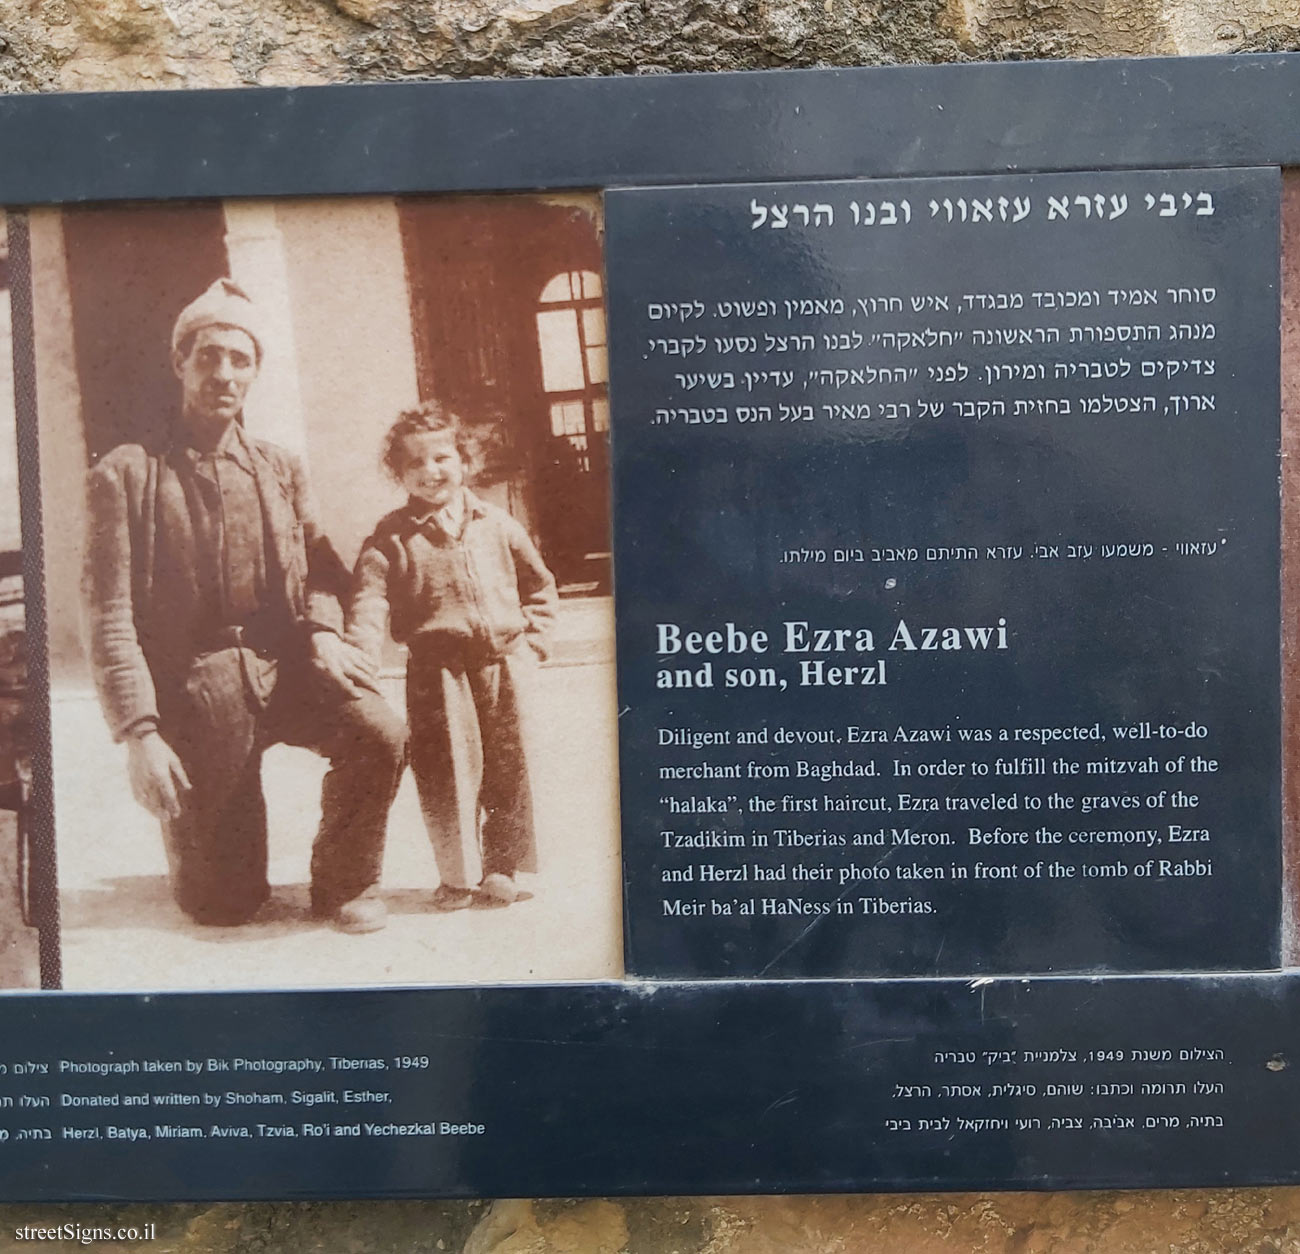 ביבי עזרא עזאווי ובנו הרצל
סוחר אמיד ומכובד מבגדד, איש חרוץ, מאמין ופשוט. לקיום
מנהג התספורת הראשונה "חלאקה" לבנו הרצל נסעו לקברי
צדיקים לטבריה ומירון. לפני "החלאקה", עדיין בשיער
ארוך, הצטלמו בחזית הקבר של רבי מאיר בעל הנס בטבריה.
*עזאווי - משמעו עזב אבי. עזרא התיתם מאביב ביום מילתו.
Beebe Ezra Azawi
and son, Herzl
Diligent and devout, Ezra Azawi was a respected, well-to-do
merchant from Baghdad. In order to fulfill the mitzvah of the
“halaka”, the first haircut, Ezra traveled to the graves of the
Tzadikim in Tiberias and Meron. Before the ceremony, Ezra
and Herzl had their photo taken in front of the tomb of Rabbi
Meir ba’al HaNess in Tiberias.
הצילום משנת 1949, צלמניית "ביק" טבריה
העלו תרומה וכתבו: שוהם, סיגלית, אסתר, הרצל,
בתיה, מרים, אביבה, צביה, רועי ויחזקאל לבית ביבי
Photograph taken by Bik Photography, Tiberias, 1949
Donated and written by Shoham, Sigalit, Esther,
Herzl, Batya, Miriam, Aviva, Tzvia, Ro'i and Yechezkal Beebe
צילום
העלו
בתיה,
streetSigns.co.il